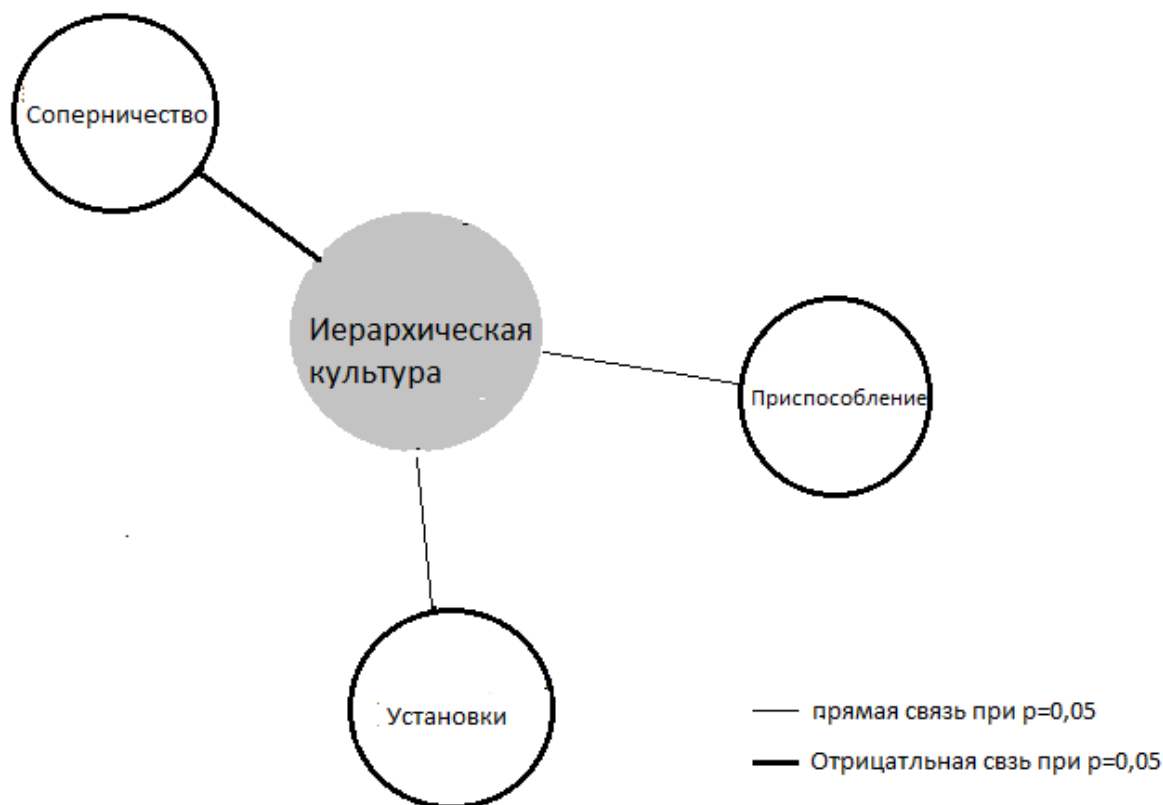 Соперничество
Иерархическая
культура
Приспособление
Установки
прямая связь при p=0,05
Отрицатльная свзь при p=0,05